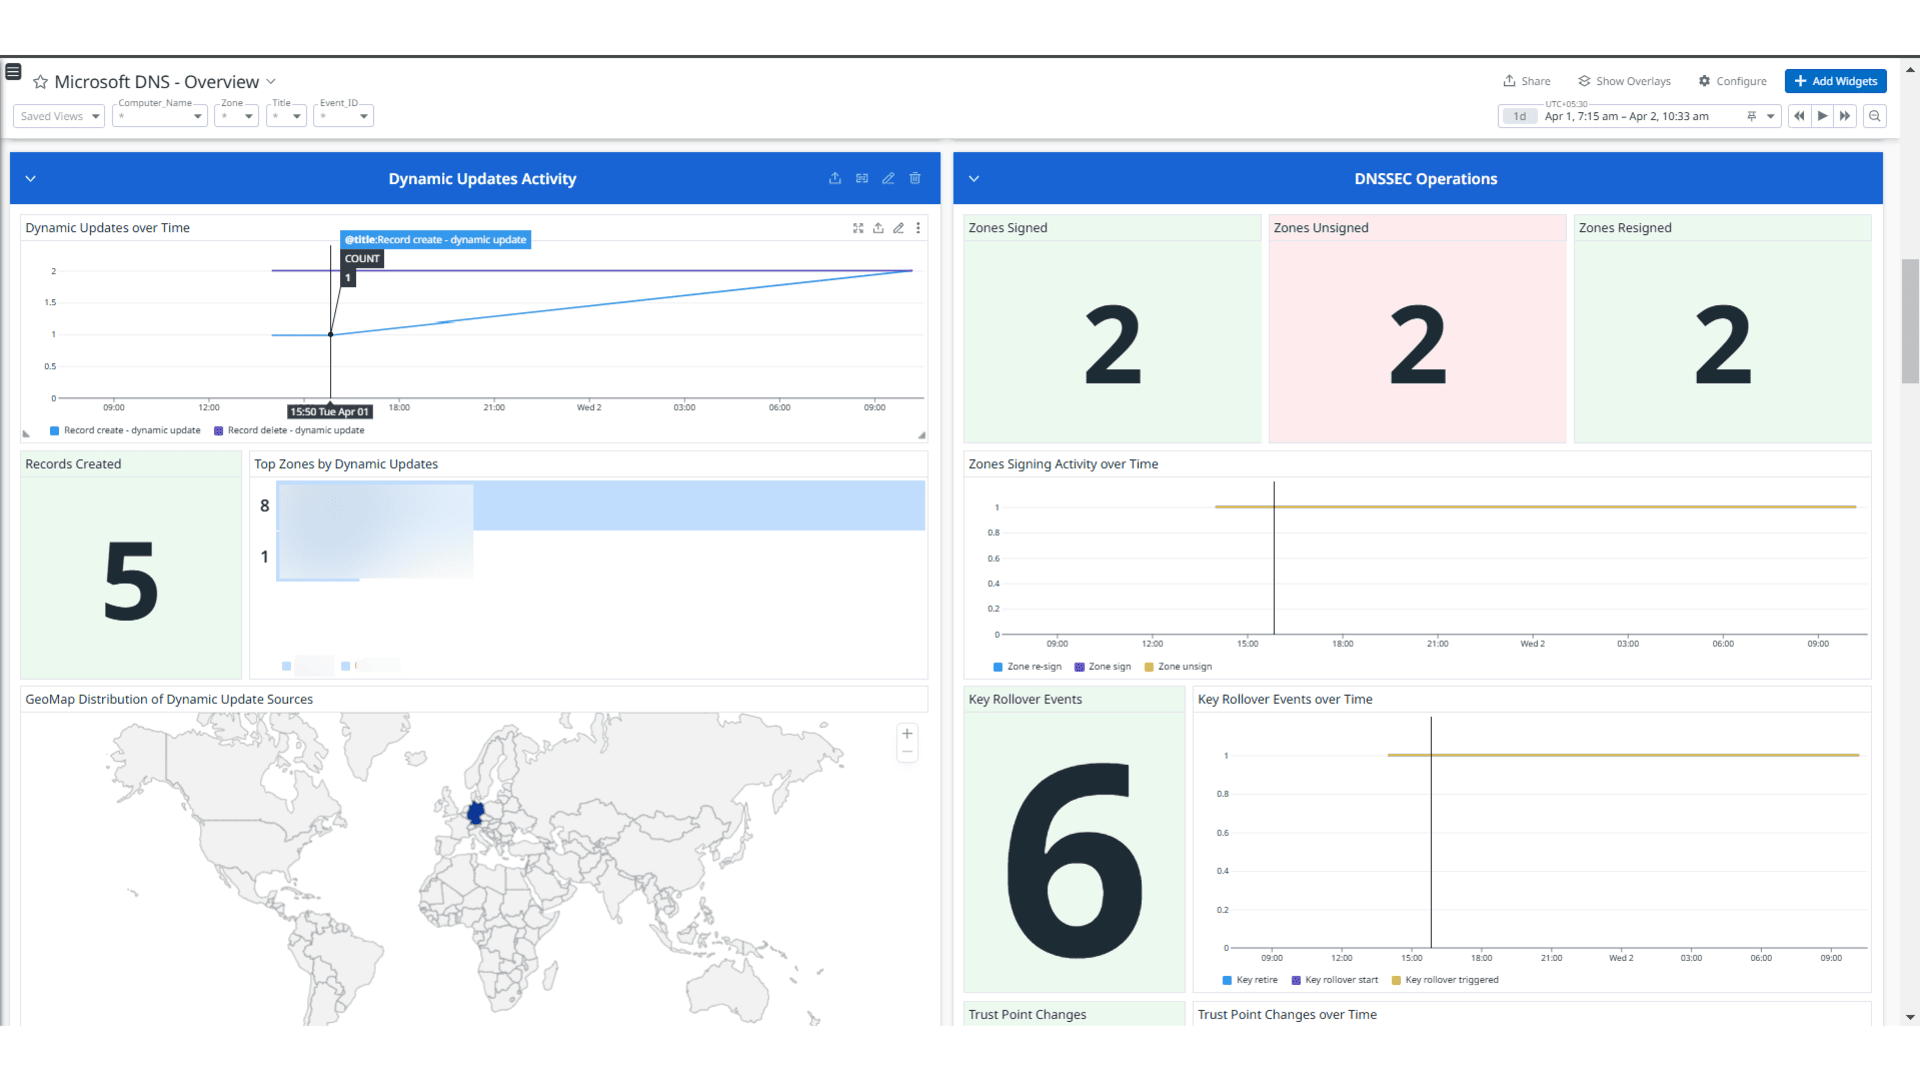 Microsoft DNS - Overview
Share
Show Overlays
Configure
Add Widgets
Saved Views
Computer_Name
*
Zone
*
Title
*
Event_ID
*
UTC+05:30
1d
Apr 1, 7:15 am – Apr 2, 10:33 am
Dynamic Updates Activity
Dynamic Updates over Time
@title:Record create - dynamic update
COUNT
1
2
1.5
1
0.5
0
09:00
12:00
15:50 Tue Apr 01
18:00
21:00
Wed 2
03:00
06:00
09:00
Record create - dynamic update
Record delete - dynamic update
Records Created
5
Top Zones by Dynamic Updates
8
1
GeoMap Distribution of Dynamic Update Sources
+
−
DNSSEC Operations
Zones Signed
2
Zones Unsigned
2
Zones Resigned
2
Zones Signing Activity over Time
1
0.8
0.6
0.4
0.2
0
09:00
12:00
15:00
18:00
21:00
Wed 2
03:00
06:00
09:00
Zone re-sign
Zone sign
Zone unsign
Key Rollover Events
6
Key Rollover Events over Time
1
0.8
0.6
0.4
0.2
0
09:00
12:00
15:00
18:00
21:00
Wed 2
03:00
06:00
09:00
Key retire
Key rollover start
Key rollover triggered
Trust Point Changes
Trust Point Changes over Time